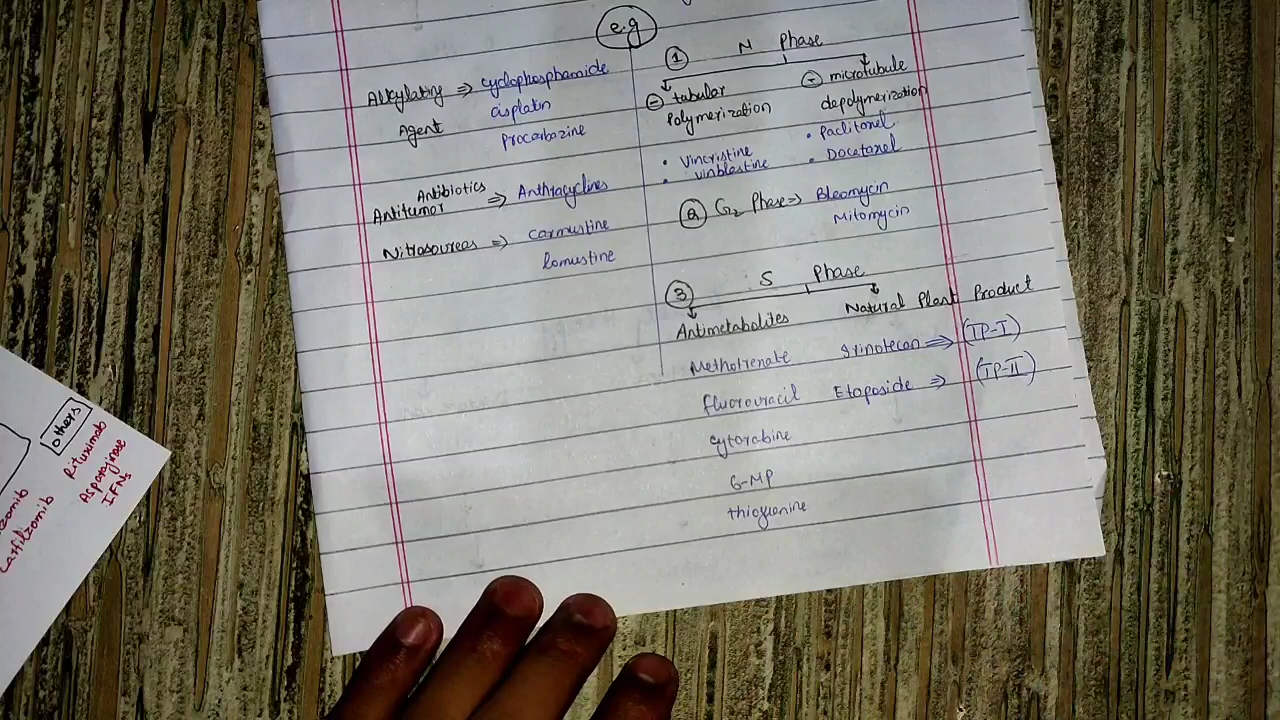 e.g
Alkylating ⇒ cyclophosphamide
Agent
cisplatin
Procarbazine
Antibiotics
Antitumor ⇒ Anthracyclines
Nitrosoureas ⇒ carmustine
lomustine
① M Phase
⊖ tabular
Polymerization
• Vincristine
• vinblastine
⊖ microtubule
depolymerization
• Paclitaxel
• Docetaxel
② G₂ Phase ⇒ Bleomycin
Mitomycin
③ S Phase
Antimetabolites
Methotrexate
fluorouracil
cytarabine
6-MP
thioguanine
Natural Plant Product
Irinotecan ⇒ (TP-I)
Etoposide ⇒ (TP-II)
others
Rituximab
Asparaginase
IFNs
zomib
Carfilzomib